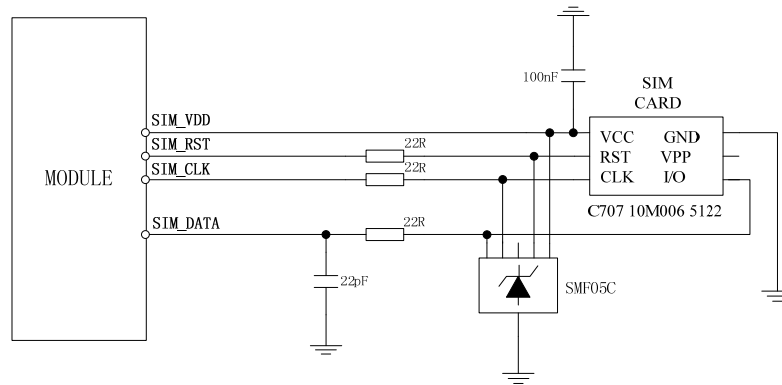 100nF
SIM
CARD
SIM_VDD
SIM_RST
22R
SIM_CLK
22R
VCC GND
RST VPP
CLK I/O
MODULE
C707 10M006 5122
SIM_DATA
22R
22pF
SMF05C